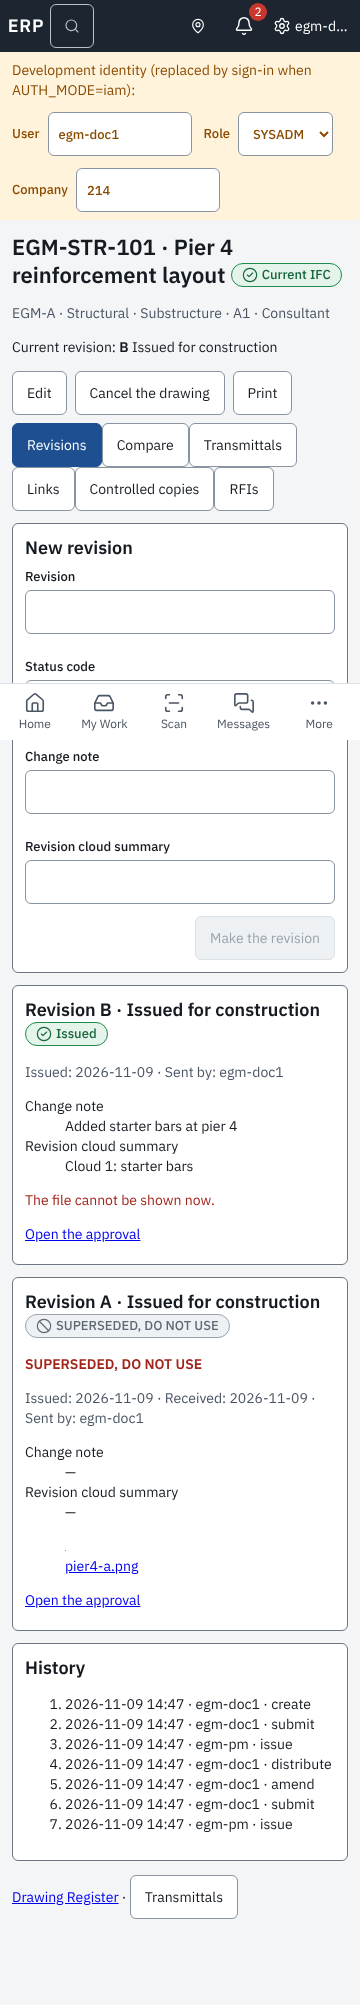 ERP
2
egm-d...
Development identity (replaced by sign-in when
AUTH_MODE=iam):
User egm-doc1 Role SYSADM
Company 214
EGM-STR-101 · Pier 4
reinforcement layout Current IFC
EGM-A · Structural · Substructure · A1 · Consultant
Current revision: B Issued for construction
Edit Cancel the drawing Print
Revisions Compare Transmittals
Links Controlled copies RFIs
New revision
Revision
Status code
Home My Work Scan Messages More
Change note
Revision cloud summary
Make the revision
Revision B · Issued for construction
Issued
Issued: 2026-11-09 · Sent by: egm-doc1
Change note
Added starter bars at pier 4
Revision cloud summary
Cloud 1: starter bars
The file cannot be shown now.
Open the approval
Revision A · Issued for construction
SUPERSEDED, DO NOT USE
SUPERSEDED, DO NOT USE
Issued: 2026-11-09 · Received: 2026-11-09 ·
Sent by: egm-doc1
Change note
—
Revision cloud summary
—
pier4-a.png
Open the approval
History
1. 2026-11-09 14:47 · egm-doc1 · create
2. 2026-11-09 14:47 · egm-doc1 · submit
3. 2026-11-09 14:47 · egm-pm · issue
4. 2026-11-09 14:47 · egm-doc1 · distribute
5. 2026-11-09 14:47 · egm-doc1 · amend
6. 2026-11-09 14:47 · egm-doc1 · submit
7. 2026-11-09 14:47 · egm-pm · issue
Drawing Register · Transmittals